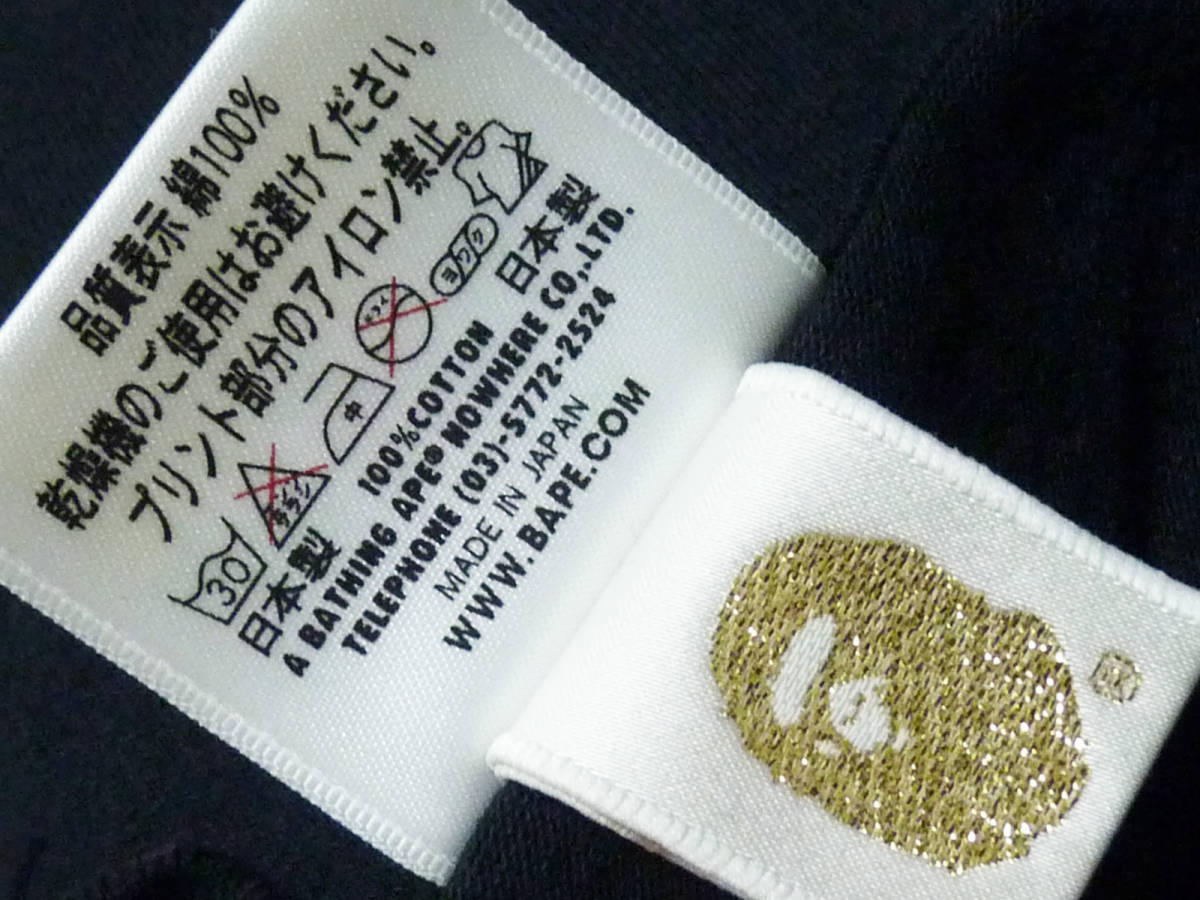 品質表示 綿100%
乾燥機のご使用はお避けください。
プリント部分のアイロン禁止。
30
中
ヨワク
日本製
日本製
100%COTTON
A BATHING APE® NOWHERE CO,.LTD.
TELEPHONE (03)-5772-2524
MADE IN JAPAN
WWW.BAPE.COM